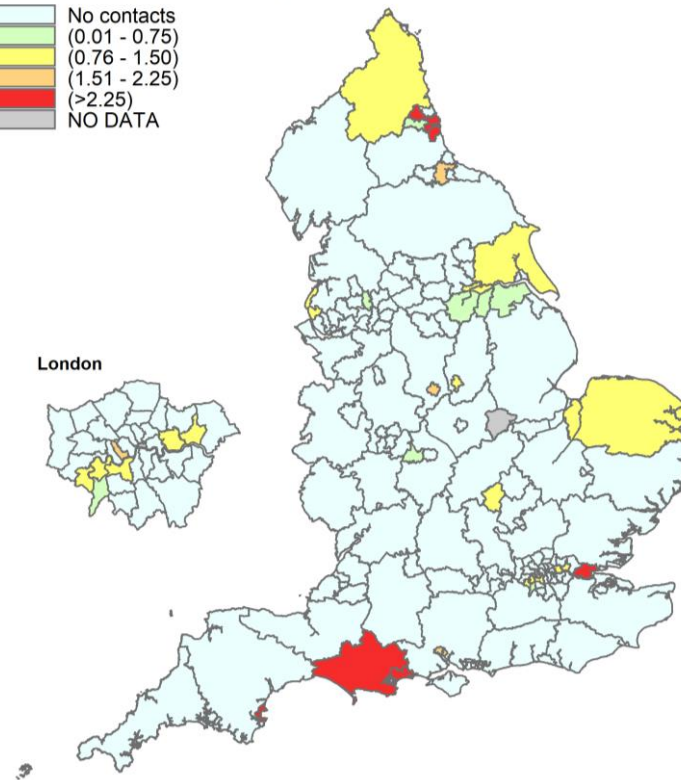 No contacts
(0.01 - 0.75)
(0.76 - 1.50)
(1.51 - 2.25)
(>2.25)
NO DATA
London